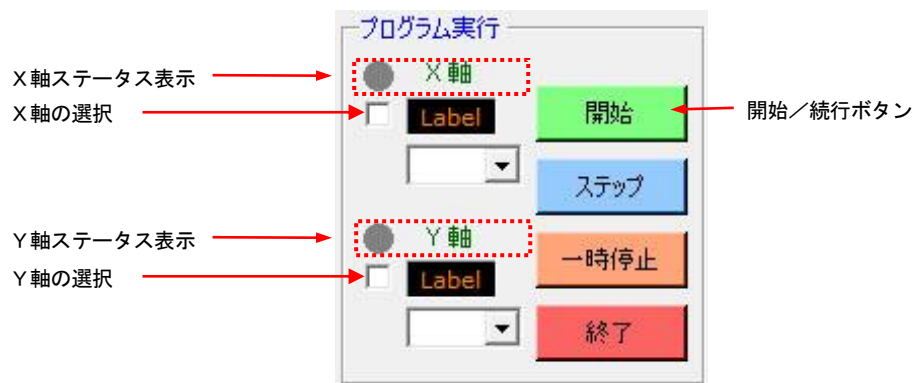 プログラム実行
X軸ステータス表示
X軸
X軸の選択
Label
開始
開始／続行ボタン
ステップ
Y軸ステータス表示
Y軸
一時停止
Y軸の選択
Label
終了